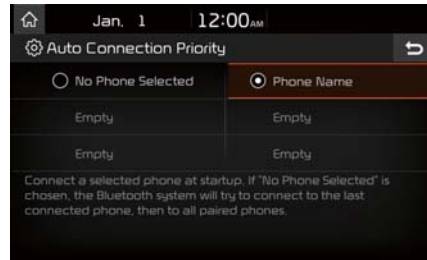 Jan. 1 12:00AM
Auto Connection Priority
No Phone Selected Phone Name
Empty Empty
Empty Empty
Connect a selected phone at startup. If "No Phone Selected" is
chosen, the Bluetooth system will try to connect to the last
connected phone, then to all paired phones.